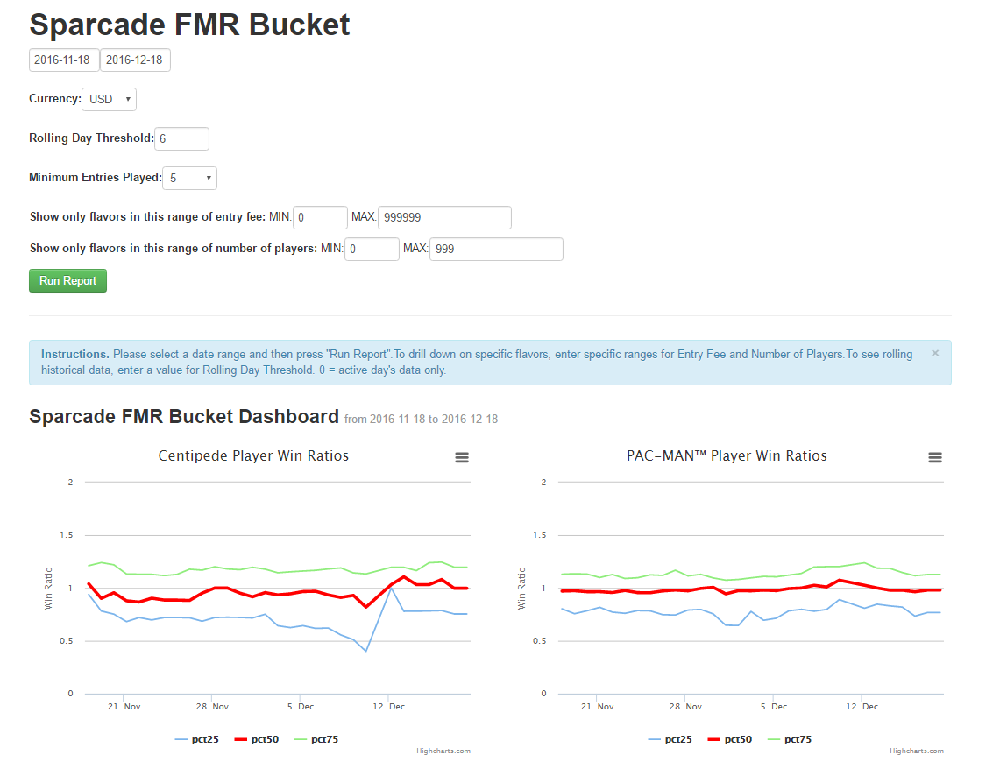 Sparcade FMR Bucket
2016-11-18 2016-12-18
Currency: USD
Rolling Day Threshold: 6
Minimum Entries Played: 5
Show only flavors in this range of entry fee: MIN: 0 MAX: 999999
Show only flavors in this range of number of players: MIN: 0 MAX: 999
Run Report
Instructions. Please select a date range and then press "Run Report".To drill down on specific flavors, enter specific ranges for Entry Fee and Number of Players.To see rolling ×
historical data, enter a value for Rolling Day Threshold. 0 = active day's data only.
Sparcade FMR Bucket Dashboard from 2016-11-18 to 2016-12-18
Centipede Player Win Ratios
Win Ratio
2
1.5
1
0.5
0
21. Nov 28. Nov 5. Dec 12. Dec
pct25 pct50 pct75
Highcharts.com
PAC-MAN™ Player Win Ratios
Win Ratio
2
1.5
1
0.5
0
21. Nov 28. Nov 5. Dec 12. Dec
pct25 pct50 pct75
Highcharts.com